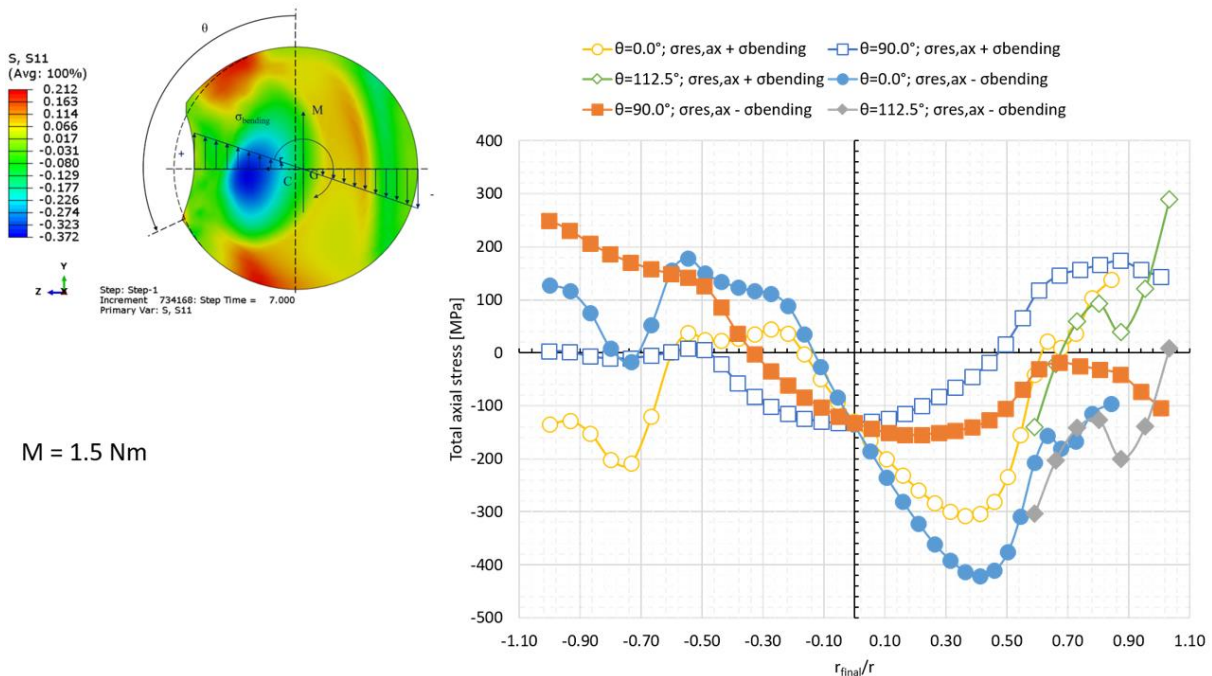 θ
S, S11
(Avg: 100%)
0.212
0.163
0.114
0.066
0.017
-0.031
-0.080
-0.129
-0.177
-0.226
-0.274
-0.323
-0.372
M
σbending
+
r
C
G
-
Y
Z
X
Step: Step-1
Increment 734168: Step Time = 7.000
Primary Var: S, S11
M = 1.5 Nm
θ=0.0°; σres,ax + σbending
θ=90.0°; σres,ax + σbending
θ=112.5°; σres,ax + σbending
θ=0.0°; σres,ax - σbending
θ=90.0°; σres,ax - σbending
θ=112.5°; σres,ax - σbending
Total axial stress [MPa]
400
300
200
100
0
-100
-200
-300
-400
-500
-1.10 -0.90 -0.70 -0.50 -0.30 -0.10 0.10 0.30 0.50 0.70 0.90 1.10
rfinal/r